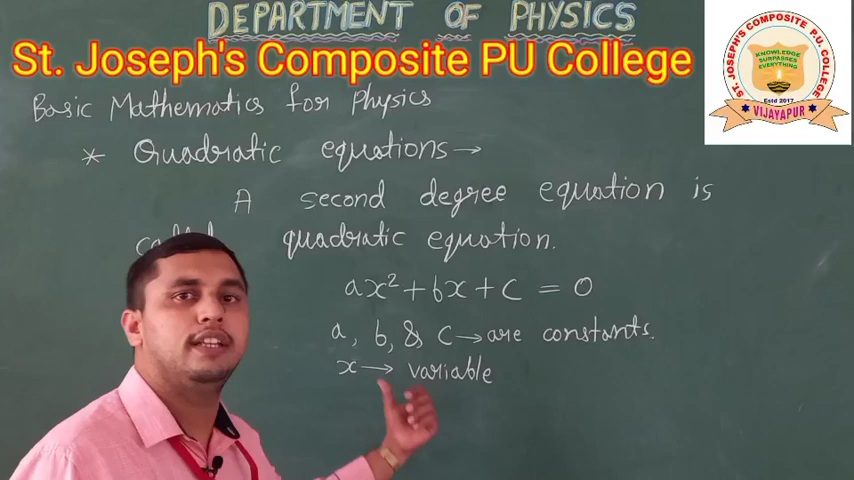 DEPARTMENT OF PHYSICS
St. Joseph's Composite PU College
ST. JOSEPH'S COMPOSITE P.U. COLLEGE
KNOWLEDGE
SURPASSES
EVERYTHING
Estd 2017
VIJAYAPUR
Basic Mathematics for Physics
* Quadratic equations →
A second degree equation is
quadratic equation.
ax² + bx + c = 0
a, b, & c → are constants.
x → variable